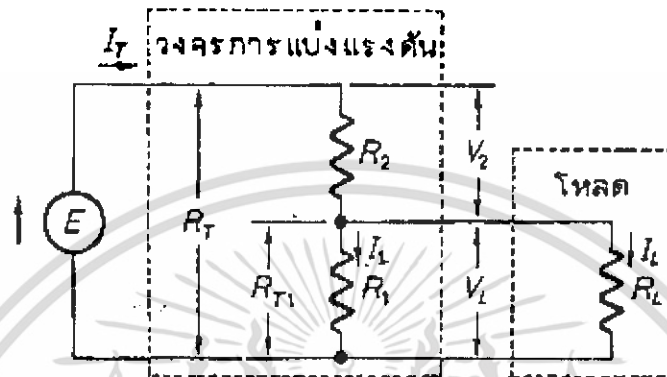 I_T วงจรการแบ่งแรงดัน
R_2 V_2
โหลด
E R_T
R_T1 I_1 R_1 V_L I_L R_L